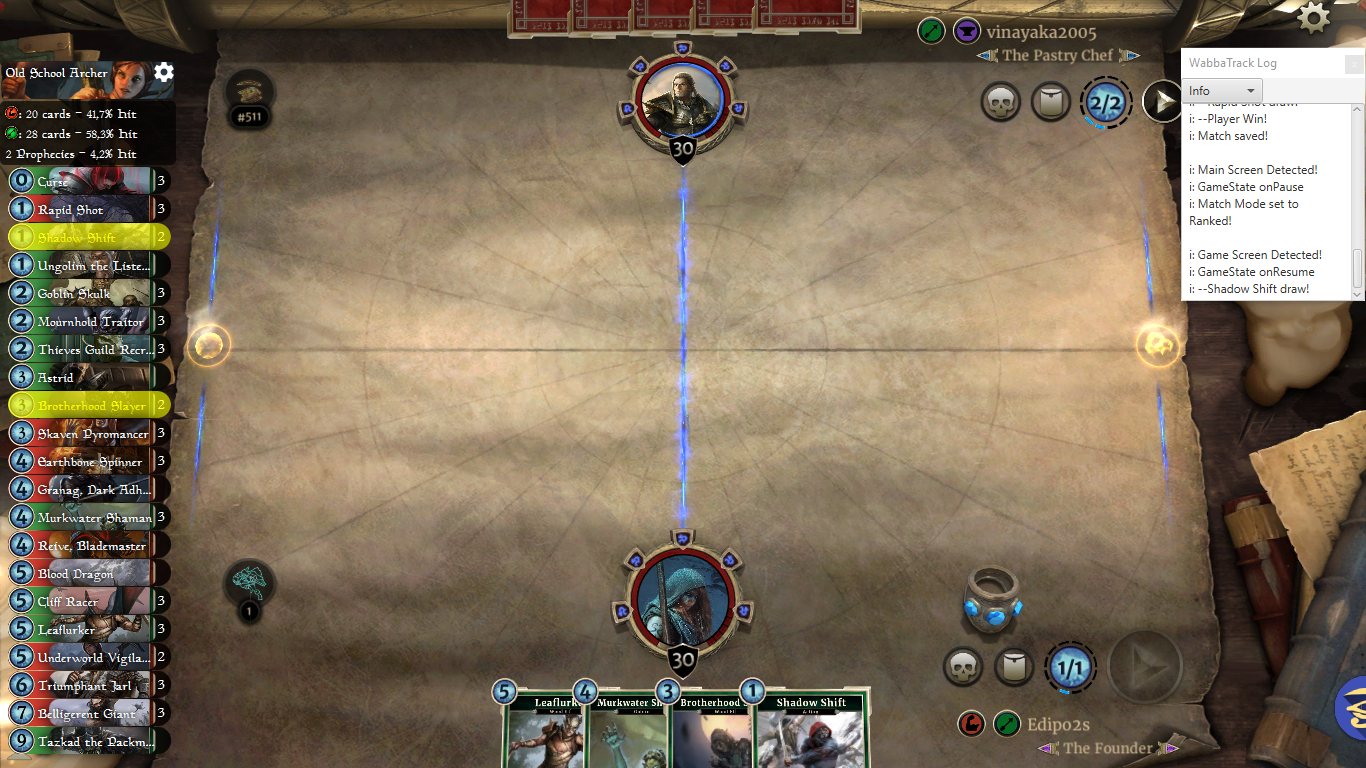 vinayaka2005
The Pastry Chef
#511
30
2/2
WabbaTrack Log
Info
i: --Rapid Shot draw!
i: --Player Win!
i: Match saved!
i: Main Screen Detected!
i: GameState onPause
i: Match Mode set to
Ranked!
i: Game Screen Detected!
i: GameState onResume
i: --Shadow Shift draw!
Old School Archer
: 20 cards - 41,7% hit
: 28 cards - 58,3% hit
2 Prophecies - 4,2% hit
0 Curse 3
1 Rapid Shot 3
1 Shadow Shift 2
1 Ungolim the Liste...
2 Goblin Skulk 3
2 Mournhold Traitor 3
2 Thieves Guild Recr... 3
3 Astrid
3 Brotherhood Slayer 2
3 Skaven Pyromancer 3
4 Earthbone Spinner 3
4 Granag, Dark Adh... 3
4 Murkwater Shaman 3
4 Reive, Blademaster
5 Blood Dragon
5 Cliff Racer 3
5 Leaflurker 3
5 Underworld Vigila... 2
6 Triumphant Jarl 3
7 Belligerent Giant 3
9 Tazkad the Packm...
1
30
1/1
Edipo2s
The Founder
5 Leaflurk
4 Murkwater Sh
3 Brotherhood
1 Shadow Shift